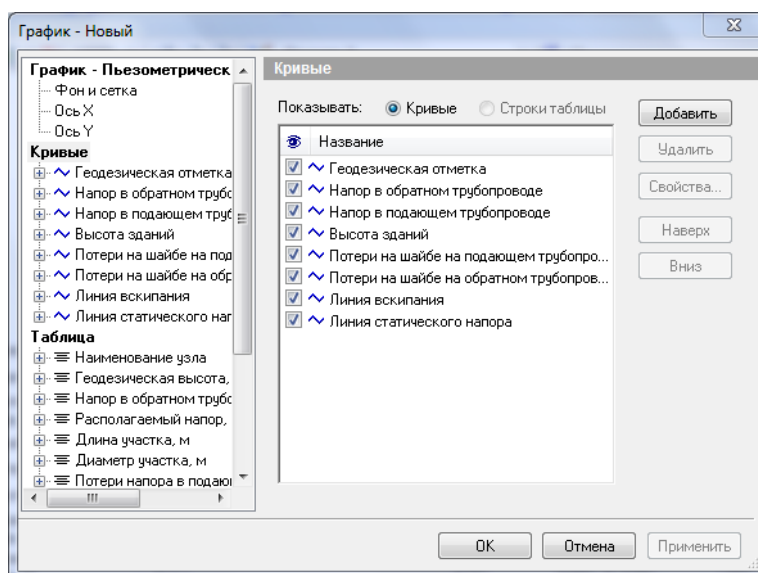 График - Новый
График - Пьезометрическ
Фон и сетка
Ось X
Ось Y
Кривые
Геодезическая отметка
Напор в обратном трубо
Напор в подающем труб
Высота зданий
Потери на шайбе на под
Потери на шайбе на обр
Линия вскипания
Линия статического нап
Таблица
Наименование узла
Геодезическая высота,
Напор в обратном трубо
Располагаемый напор,
Длина участка, м
Диаметр участка, м
Потери напора в подаю
Кривые
Показывать: Кривые Строки таблицы
Название
Геодезическая отметка
Напор в обратном трубопроводе
Напор в подающем трубопроводе
Высота зданий
Потери на шайбе на подающем трубопро...
Потери на шайбе на обратном трубопров...
Линия вскипания
Линия статического напора
Добавить
Удалить
Свойства...
Наверх
Вниз
OK Отмена Применить